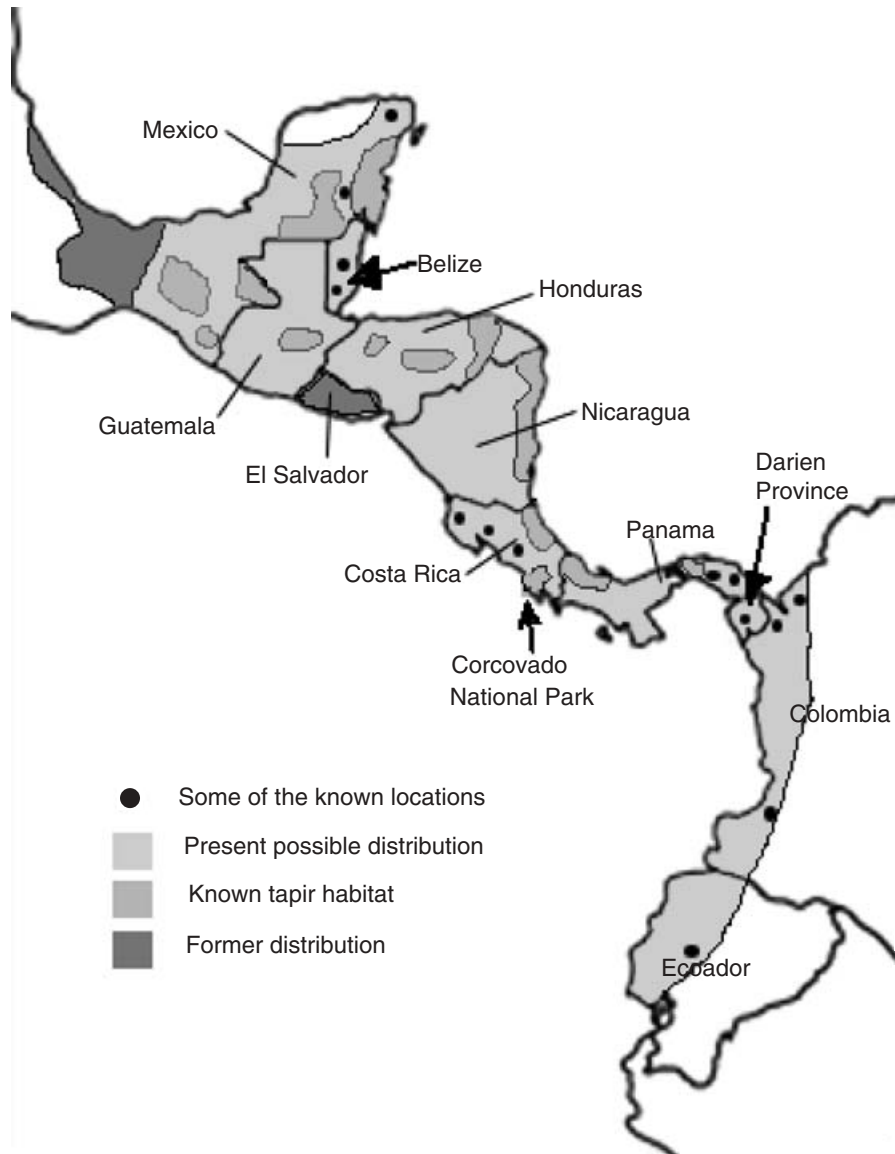 Mexico
Belize
Honduras
Guatemala
Nicaragua
El Salvador
Darien
Province
Panama
Costa Rica
Corcovado
National Park
Colombia
Some of the known locations
Present possible distribution
Known tapir habitat
Former distribution
Ecoador